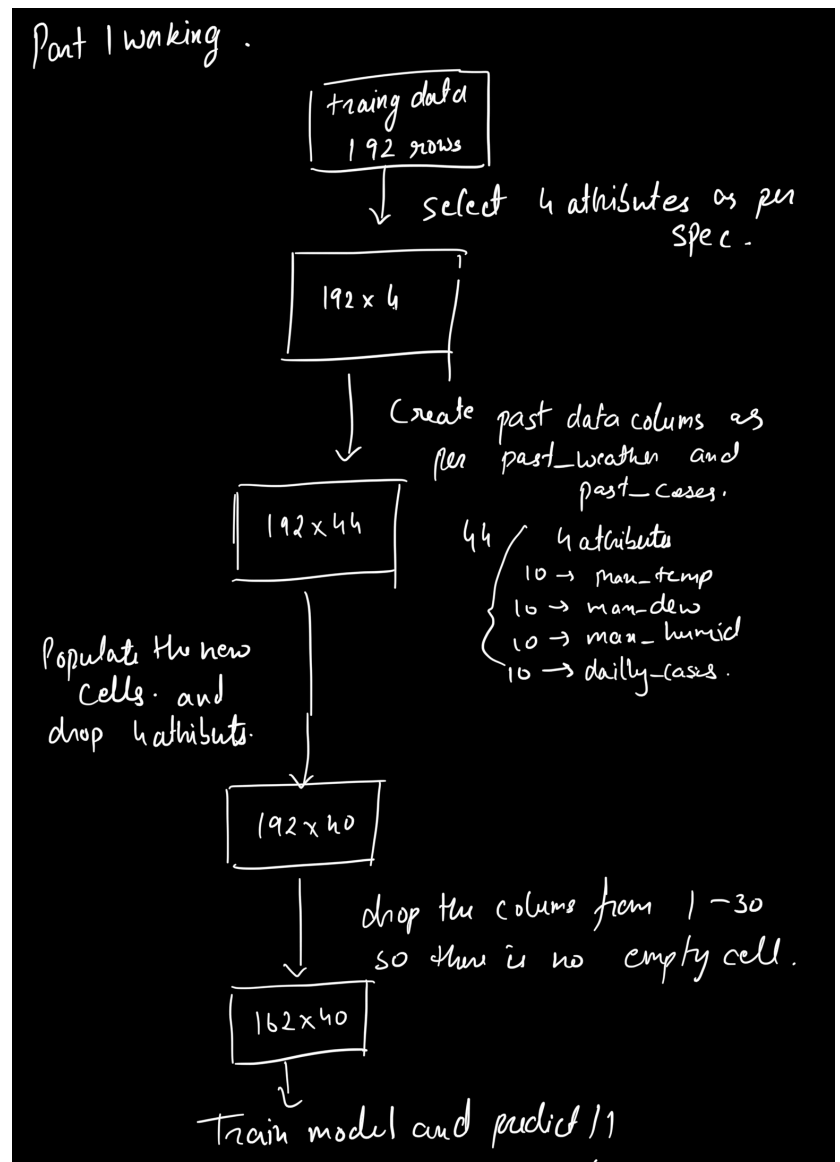 Part 1 working .
traing data
192 rows
select 4 attributes as per
spec.
192 x 4
Create past data colums as
per past_weather and
past_cases.
192 x 44
44
4 attributes
10 → max_temp
10 → max_dew
10 → max_humid
10 → dailly_cases.
Populate the new
cells. and
drop 4 attributs.
192 x 40
drop the colums from 1-30
so there is no empty cell.
162 x 40
Train model and predict